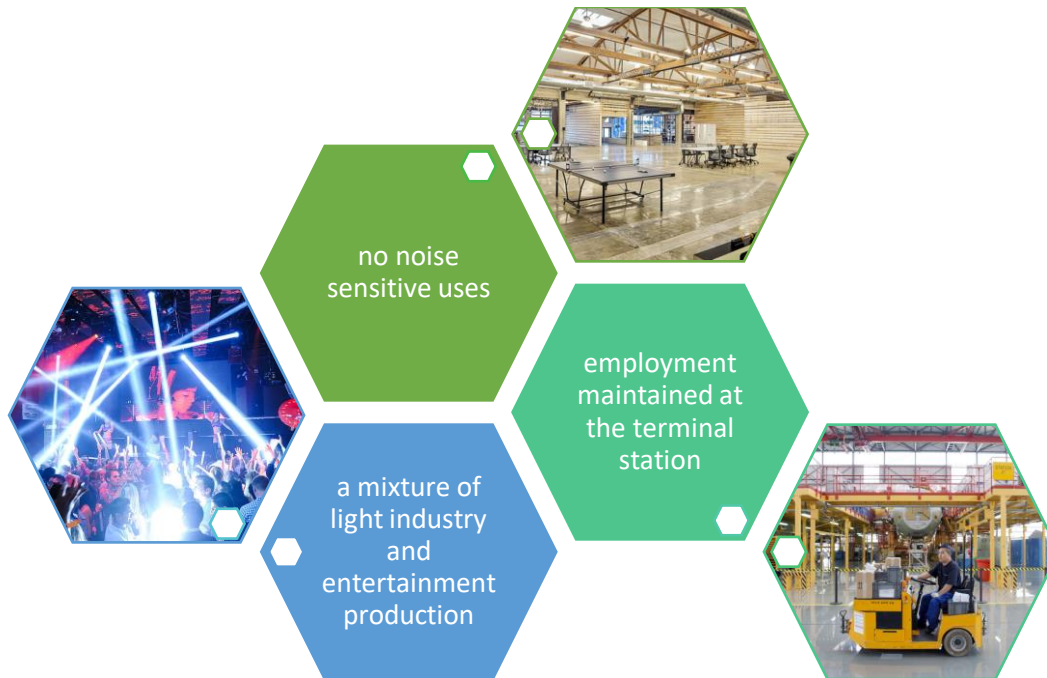 no noise
sensitive uses
employment
maintained at
the terminal
station
a mixture of
light industry
and
entertainment
production